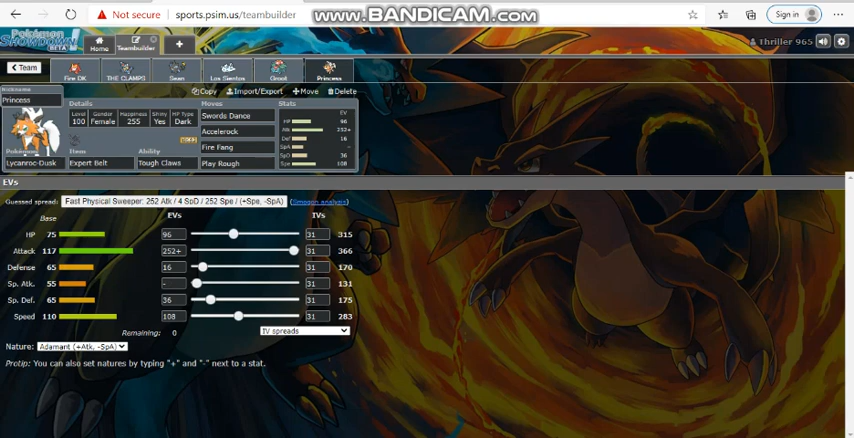 Not secure | sports.psim.us/teambuilder
Sign in
www.BANDICAM.com
Pokémon
SHOWDOWN
BETA
Home
Teambuilder
Thriller 965
Team
Fire DK
THE CLAMPS
Sean
Los Sientos
Groot
Princess
Copy
Import/Export
Move
Delete
Nickname
Princess
Details
Moves
Stats
Level
Gender
Happiness
Shiny
HP Type
100
Female
255
Yes
Dark
Swords Dance
Accelerock
Fire Fang
Play Rough
EV
HP 96
Atk 252+
Def 16
SpA –
SpD 36
Spe 108
Pokémon
Item
Ability
Lycanroc-Dusk
Expert Belt
Tough Claws
EVs
Guessed spread: Fast Physical Sweeper: 252 Atk / 4 SpD / 252 Spe / (+Spe, -SpA) (Smogon analysis)
Base EVs IVs
HP 75 96 31 315
Attack 117 252+ 31 366
Defense 65 16 31 170
Sp. Atk. 55 - 31 131
Sp. Def. 65 36 31 175
Speed 110 108 31 283
Remaining: 0 IV spreads
Nature: Adamant (+Atk, -SpA)
Protip: You can also set natures by typing "+" and "-" next to a stat.